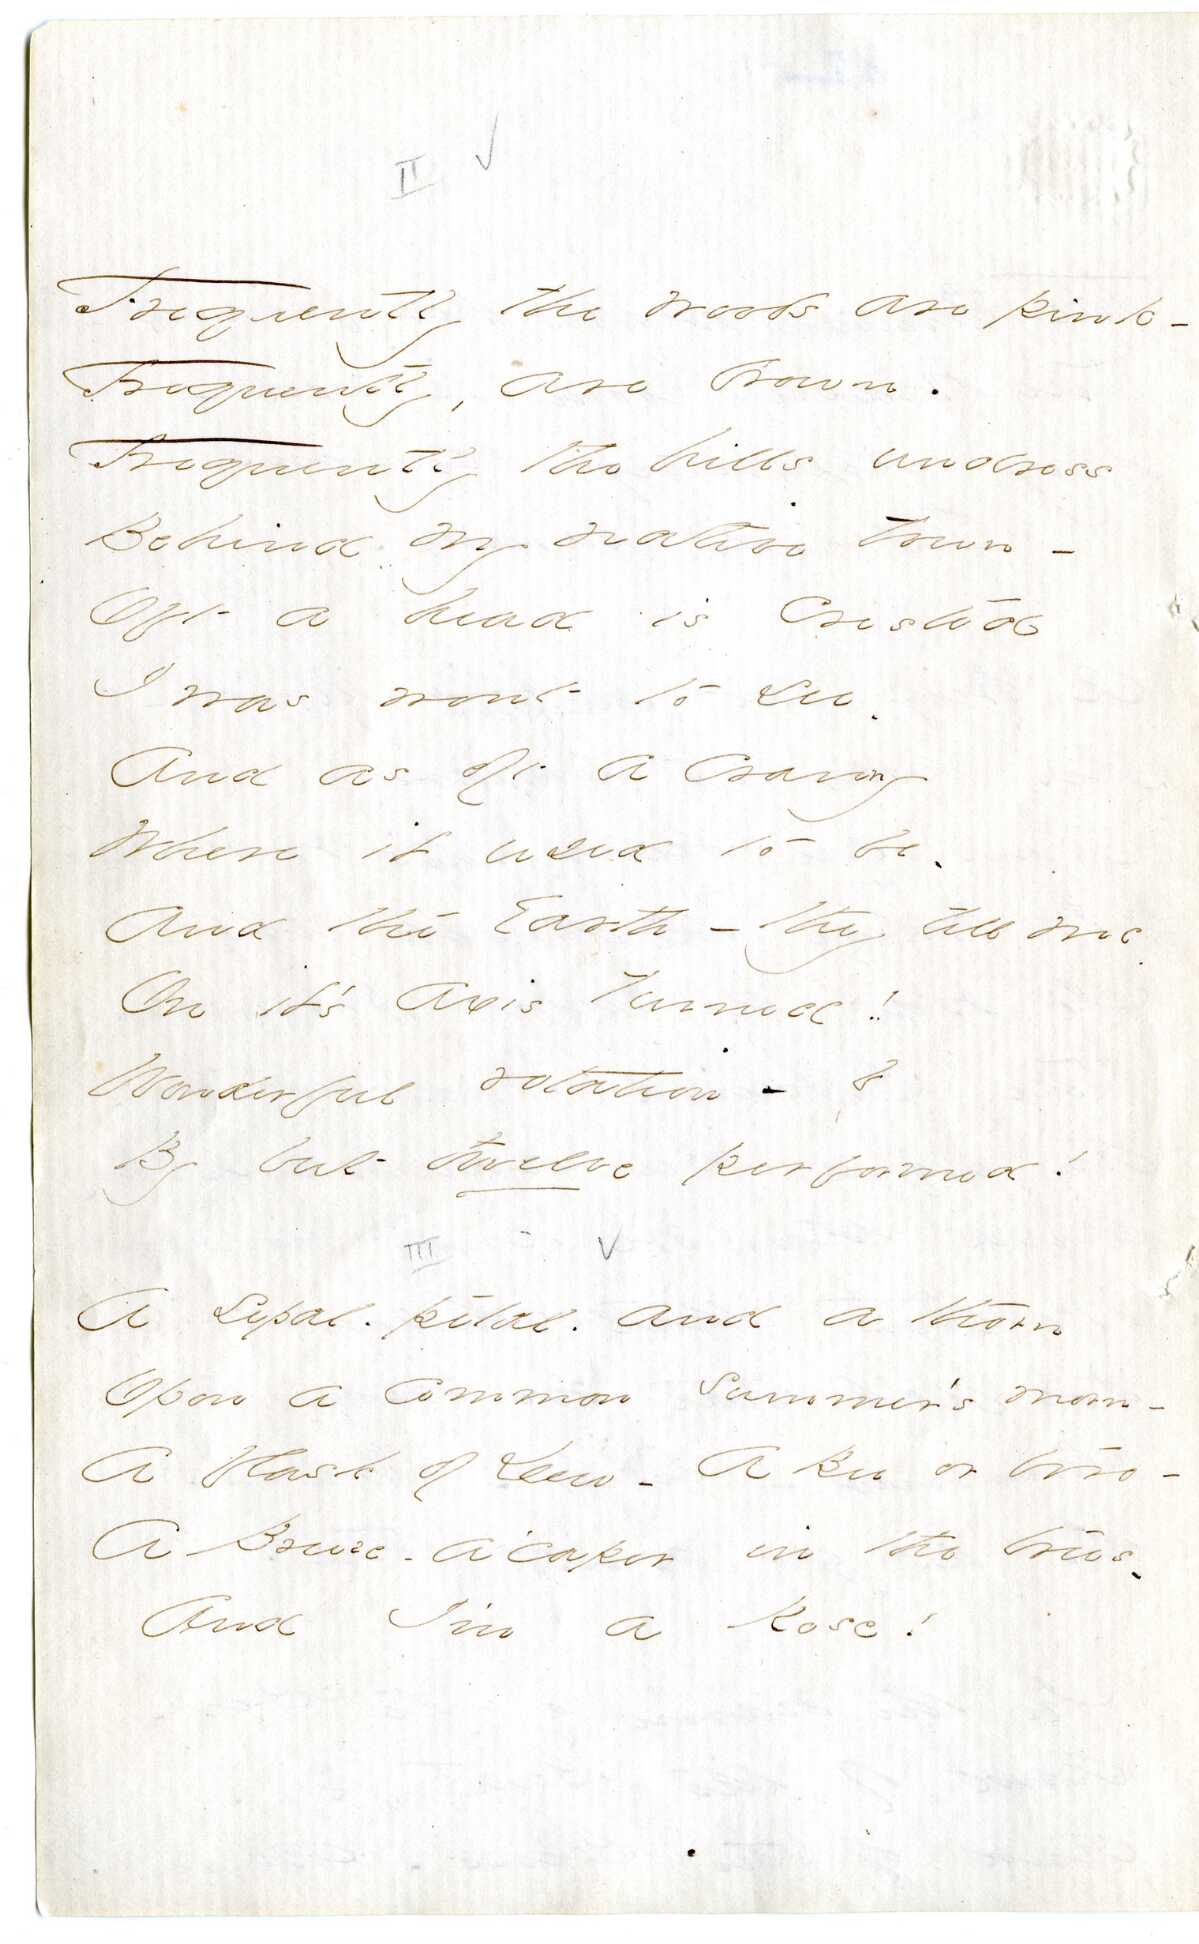 II ✓
Frequently the woods are pink -
Frequently, are brown.
Frequently the hills undress
Behind my native town -
Oft a head is crested
I was wont to see.
And as oft a cranny
Where it used to be.
And the Earth - they tell me
On it's Axis turned!
Wonderful rotation -
By but twelve performed!
III ✓
A Sepal. petal. and a thorn
Upon a common summer's morn -
A flask of Dew - A Bee or two -
A Breeze - a'caper in the trees.
And I'm a Rose!